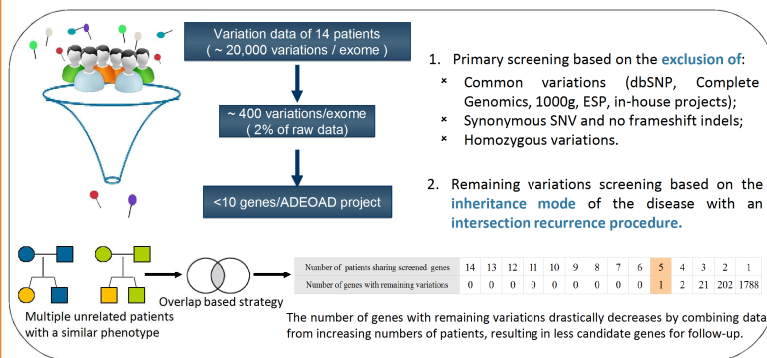 Variation data of 14 patients
( ~ 20,000 variations / exome )
~ 400 variations/exome
( 2% of raw data)
<10 genes/ADEOAD project
1. Primary screening based on the exclusion of:
× Common variations (dbSNP, Complete
Genomics, 1000g, ESP, in-house projects);
× Synonymous SNV and no frameshift indels;
× Homozygous variations.
2. Remaining variations screening based on the
inheritance mode of the disease with an
intersection recurrence procedure.
Multiple unrelated patients
with a similar phenotype
Overlap based strategy
Number of patients sharing screened genes 14 13 12 11 10 9 8 7 6 5 4 3 2 1
Number of genes with remaining variations 0 0 0 0 0 0 0 0 0 1 2 21 202 1788
The number of genes with remaining variations drastically decreases by combining data
from increasing numbers of patients, resulting in less candidate genes for follow-up.